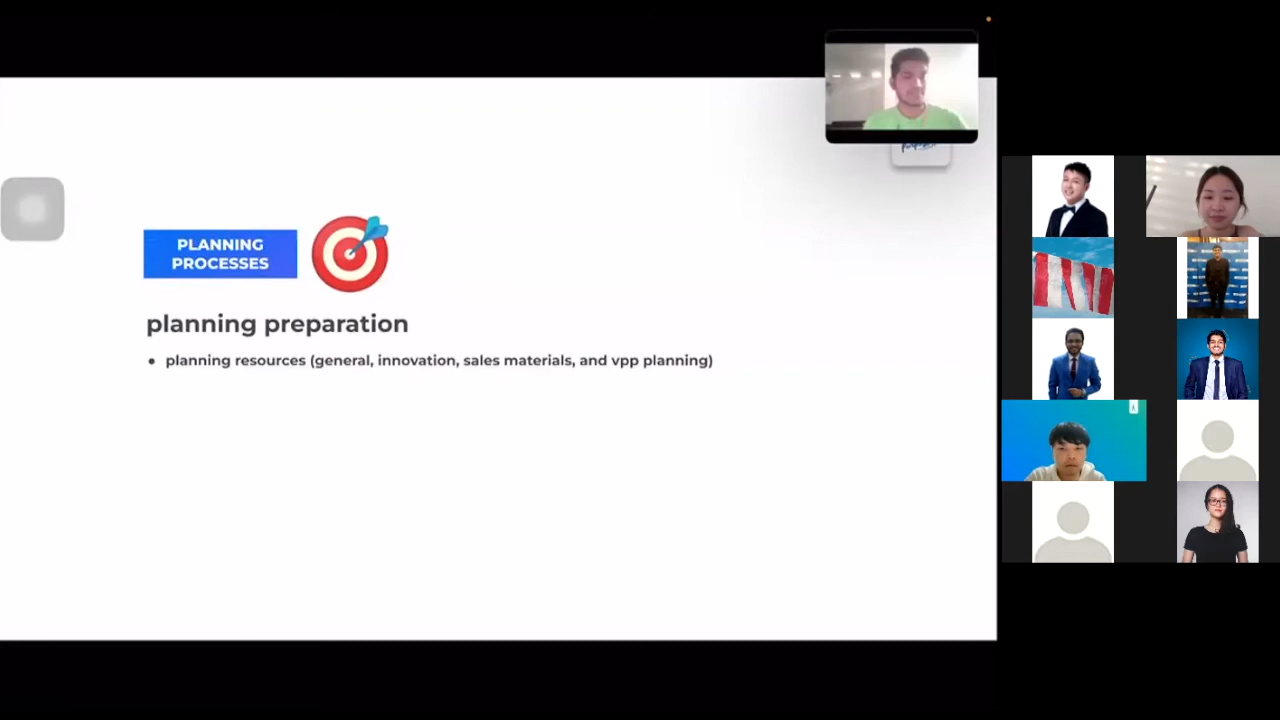 PLANNING
PROCESSES
planning preparation
• planning resources (general, innovation, sales materials, and vpp planning)